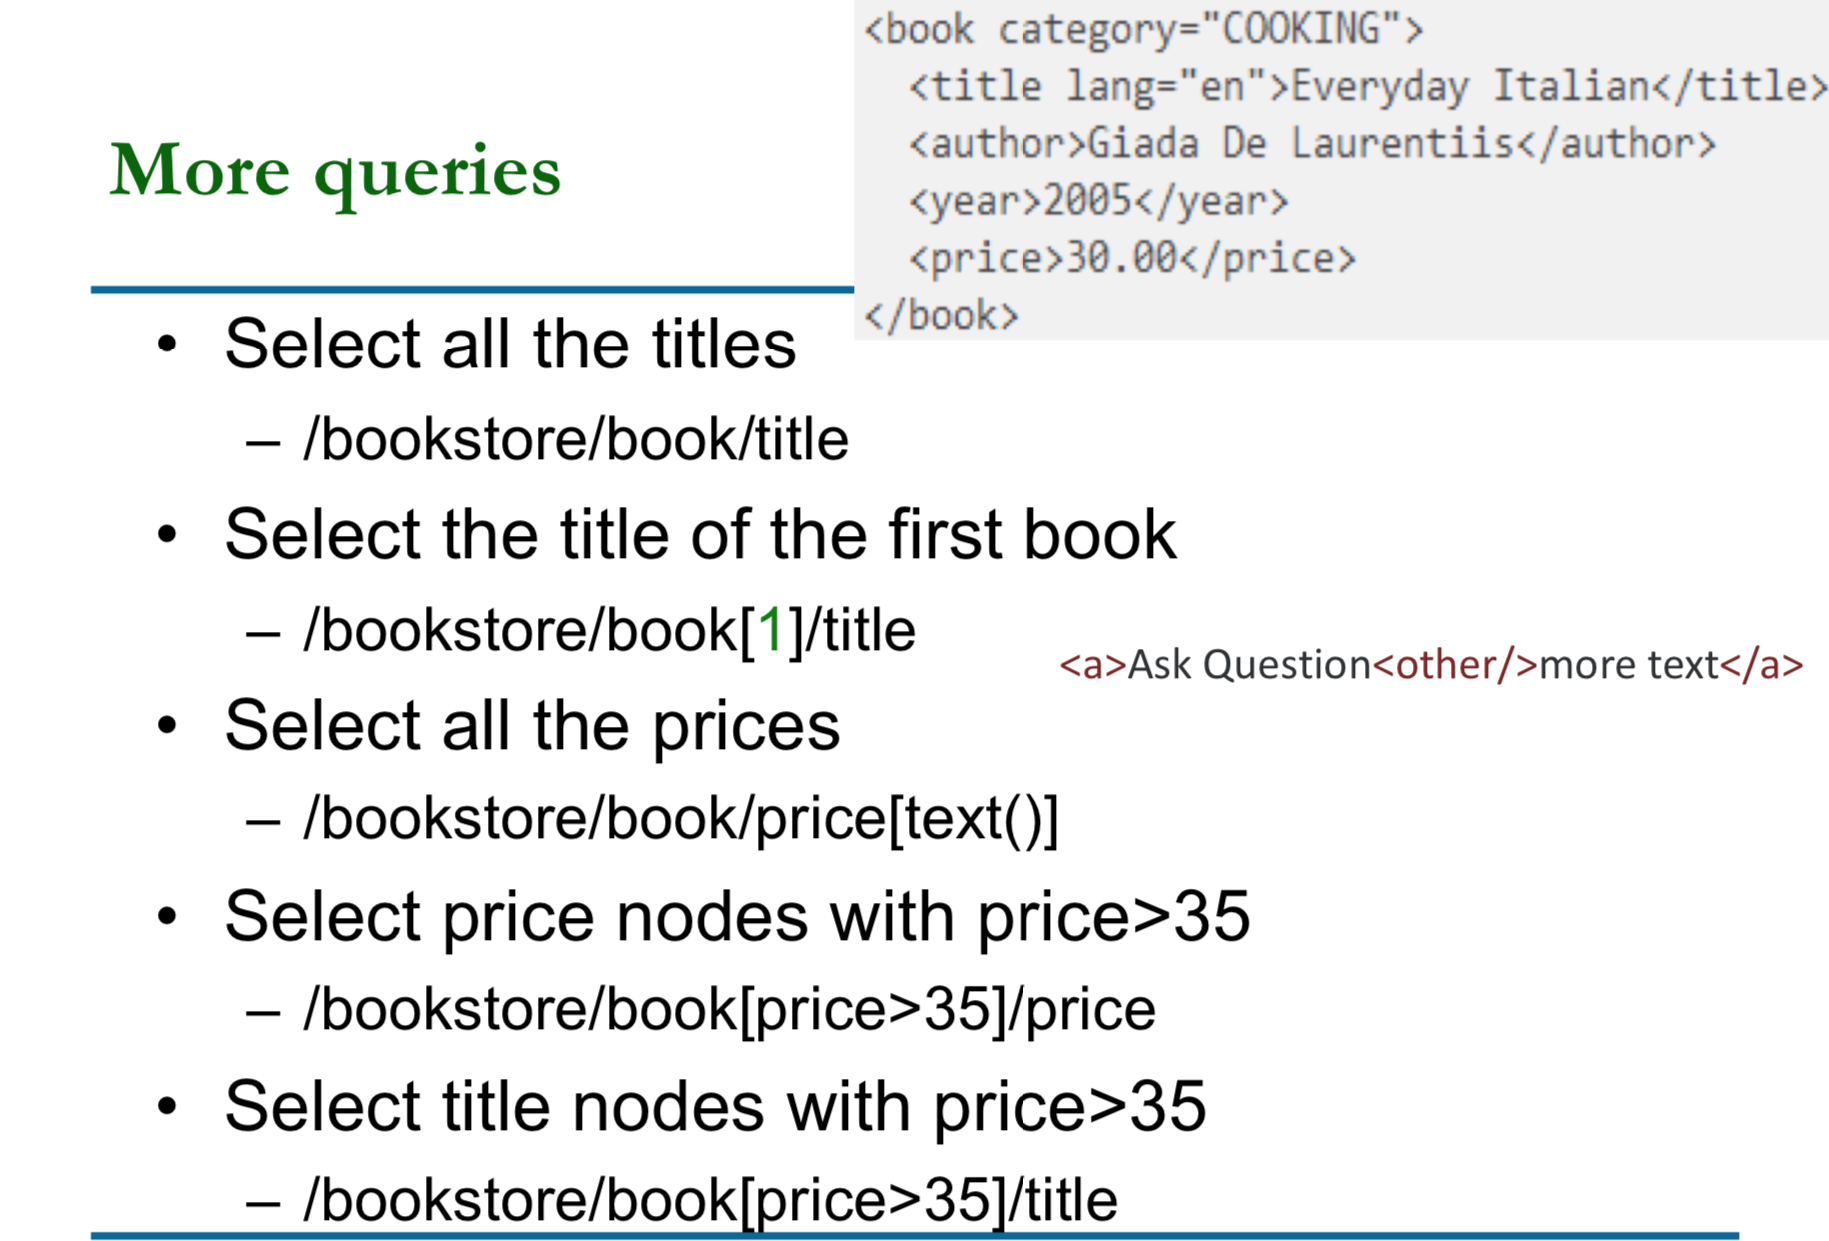 <book category="COOKING">
<title lang="en">Everyday Italian</title>
<author>Giada De Laurentiis</author>
<year>2005</year>
<price>30.00</price>
</book>
More queries
• Select all the titles
– /bookstore/book/title
• Select the title of the first book
– /bookstore/book[1]/title
<a>Ask Question<other/>more text</a>
• Select all the prices
– /bookstore/book/price[text()]
• Select price nodes with price>35
– /bookstore/book[price>35]/price
• Select title nodes with price>35
– /bookstore/book[price>35]/title